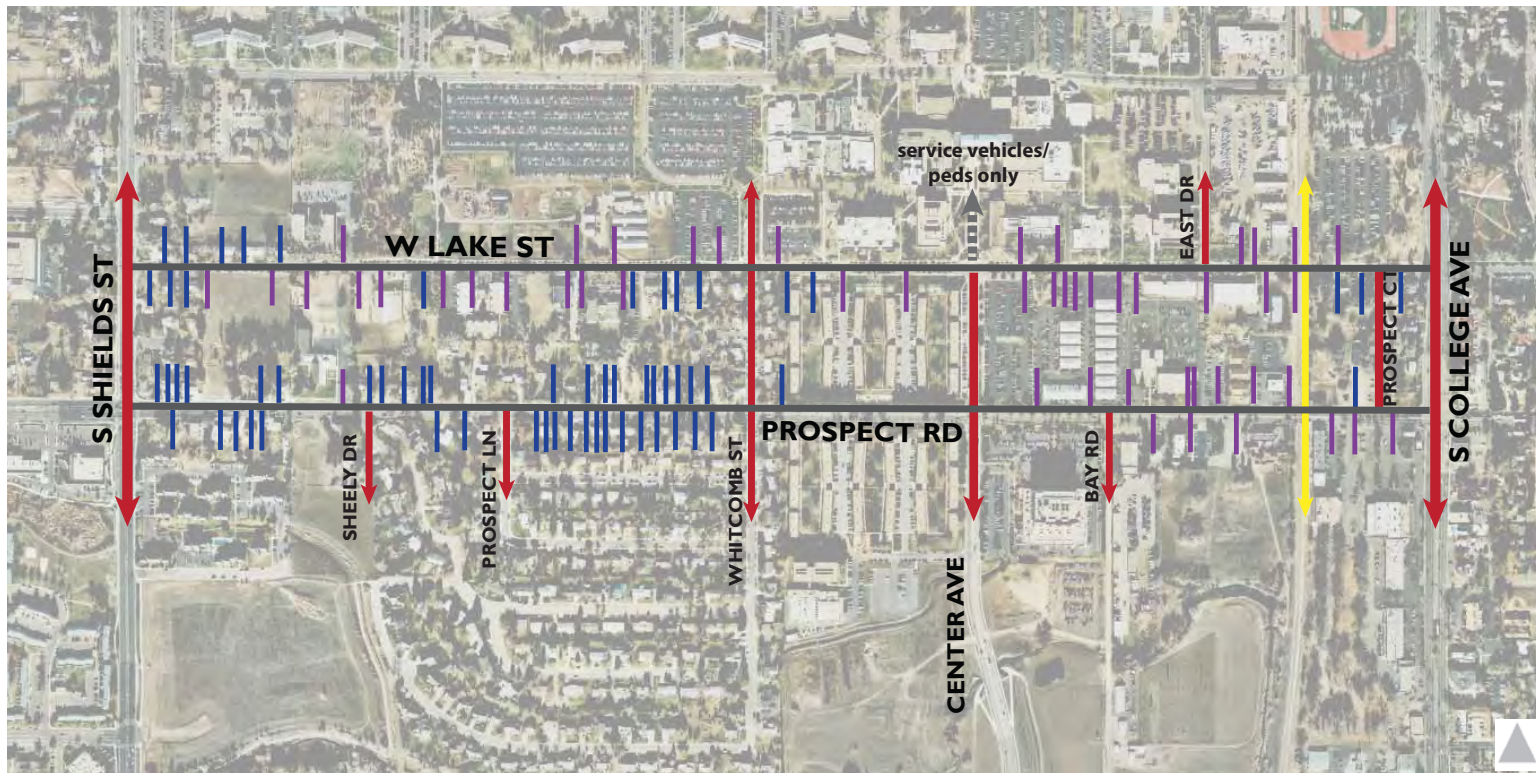 service vehicles/
peds only
EAST DR
W LAKE ST
S SHIELDS ST
PROSPECT CT
S COLLEGE AVE
PROSPECT RD
SHEELY DR
PROSPECT LN
WHITCOMB ST
BAY RD
CENTER AVE